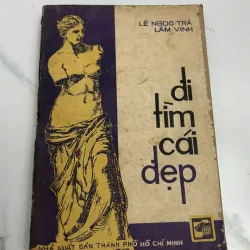 LÊ NGỌC TRÀ
LÂM VINH
đi
tìm
cái
đẹp
NHÀ XUẤT BẢN THÀNH PHỐ HỒ CHÍ MINH